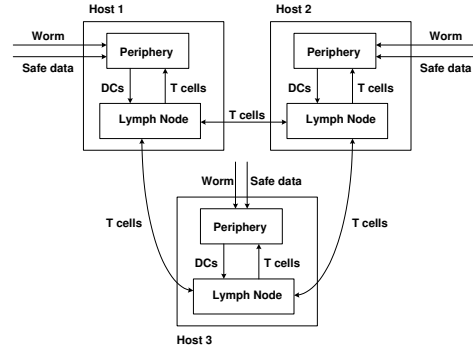 Host 1
Host 2
Worm
Safe data
Periphery
DCs
T cells
Lymph Node
T cells
Periphery
DCs
T cells
Lymph Node
Worm
Safe data
T cells
T cells
Worm
Safe data
Periphery
DCs
T cells
Lymph Node
Host 3